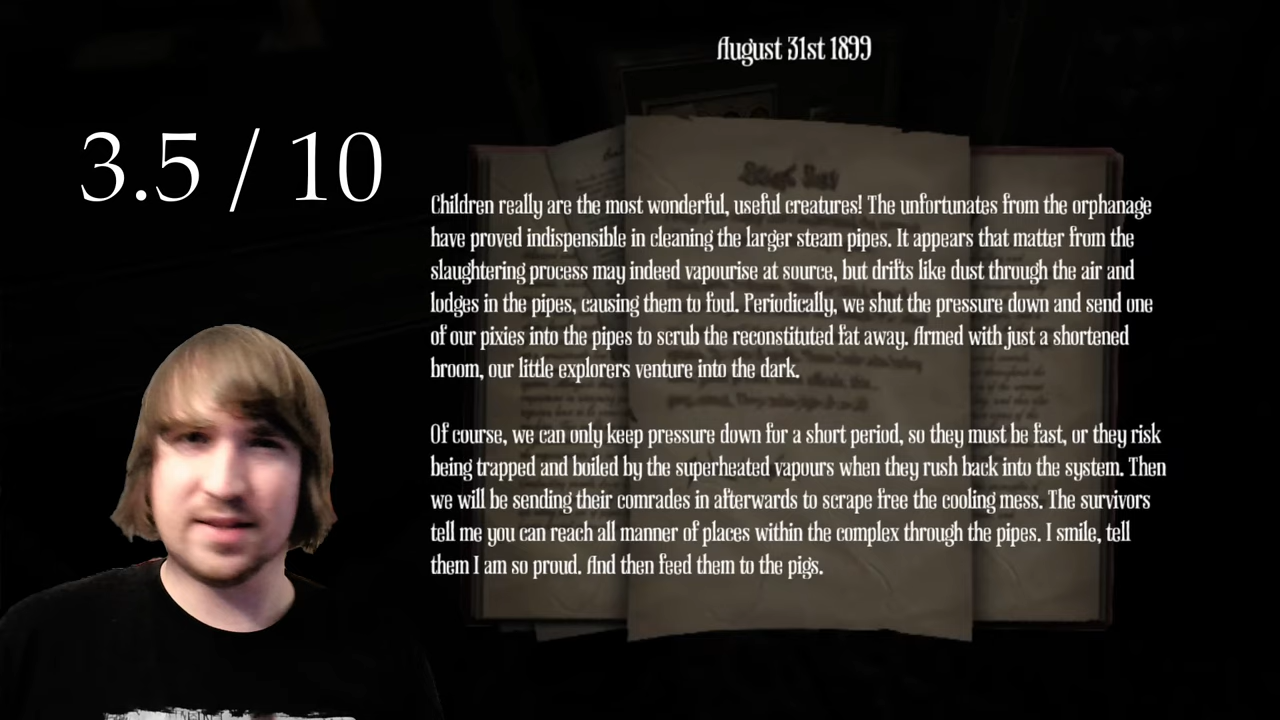 August 31st 1899
3.5 / 10
Children really are the most wonderful, useful creatures! The unfortunates from the orphanage
have proved indispensible in cleaning the larger steam pipes. It appears that matter from the
slaughtering process may indeed vapourise at source, but drifts like dust through the air and
lodges in the pipes, causing them to foul. Periodically, we shut the pressure down and send one
of our pixies into the pipes to scrub the reconstituted fat away. Armed with just a shortened
broom, our little explorers venture into the dark.
Of course, we can only keep pressure down for a short period, so they must be fast, or they risk
being trapped and boiled by the superheated vapours when they rush back into the system. Then
we will be sending their comrades in afterwards to scrape free the cooling mess. The survivors
tell me you can reach all manner of places within the complex through the pipes. I smile, tell
them I am so proud. And then feed them to the pigs.